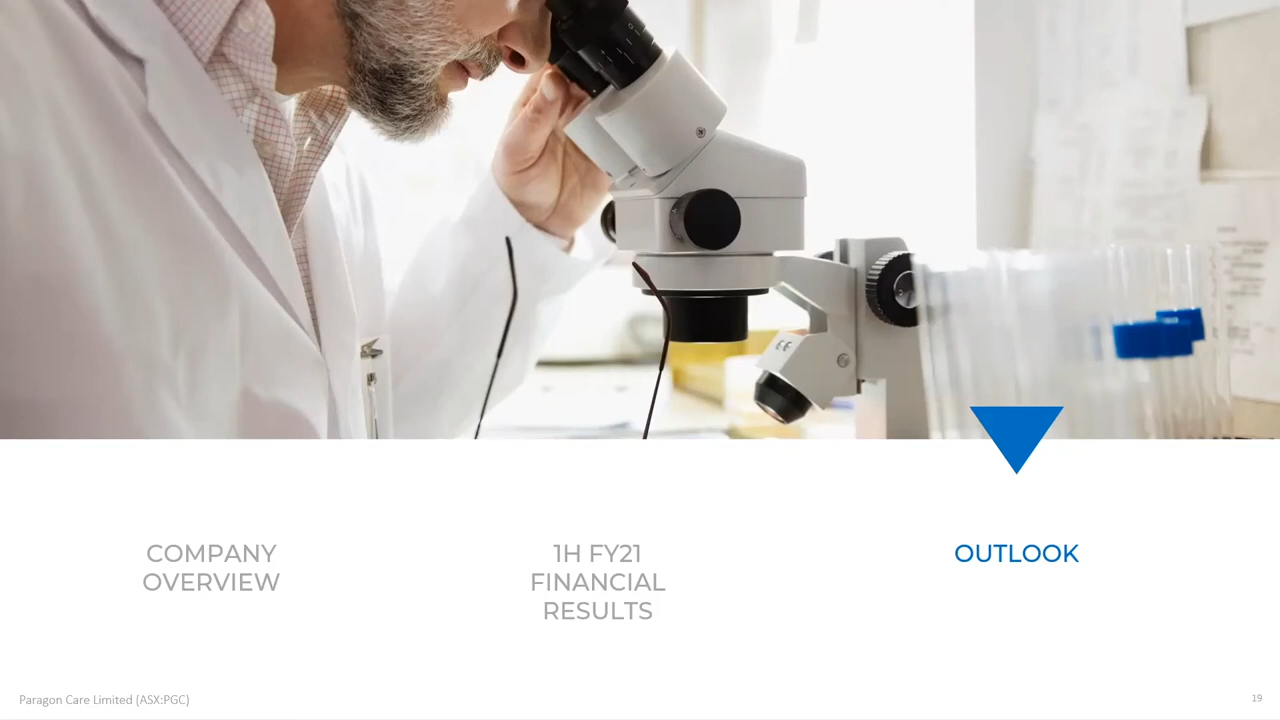 COMPANY
OVERVIEW
1H FY21
FINANCIAL
RESULTS
OUTLOOK
Paragon Care Limited (ASX:PGC)
19